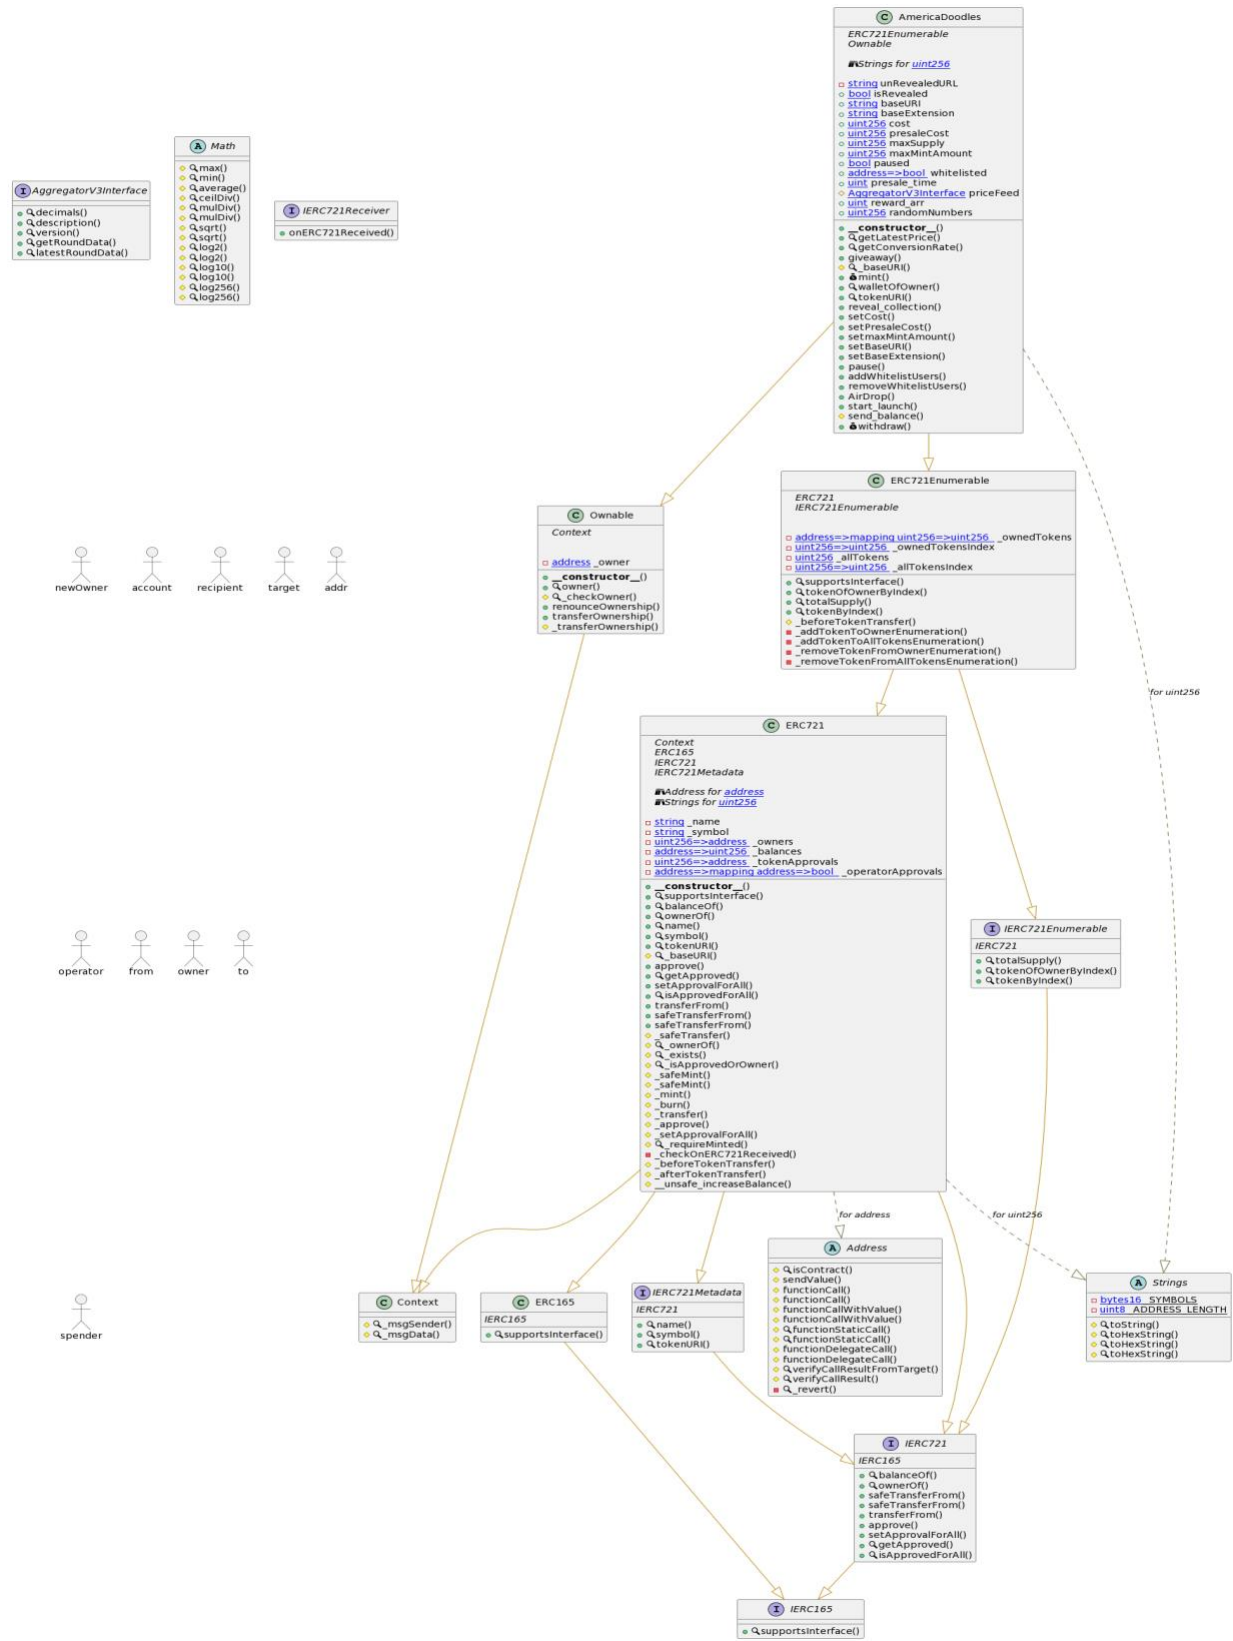 AmericaDoodles
ERC721Enumerable
Ownable
Strings for uint256
string unRevealedURL
bool isRevealed
string baseURI
string baseExtension
uint256 cost
uint256 presaleCost
uint256 maxSupply
uint256 maxMintAmount
bool paused
address=>bool whitelisted
uint presale_time
AggregatorV3Interface priceFeed
uint reward_arr
uint256 randomNumbers
__constructor__()
getLatestPrice()
getConversionRate()
giveaway()
_baseURI()
mint()
walletOfOwner()
tokenURI()
reveal_collection()
setCost()
setPresaleCost()
setmaxMintAmount()
setBaseURI()
setBaseExtension()
pause()
addWhitelistUsers()
removeWhitelistUsers()
AirDrop()
start_launch()
send_balance()
withdraw()
A Math
max()
min()
average()
ceilDiv()
mulDiv()
mulDiv()
sqrt()
sqrt()
log2()
log2()
log10()
log10()
log256()
log256()
I AggregatorV3Interface
decimals()
description()
version()
getRoundData()
latestRoundData()
I IERC721Receiver
onERC721Received()
C ERC721Enumerable
ERC721
IERC721Enumerable
address=>mapping uint256=>uint256 _ownedTokens
uint256=>uint256 _ownedTokensIndex
uint256 _allTokens
uint256=>uint256 _allTokensIndex
supportsInterface()
tokenOfOwnerByIndex()
totalSupply()
tokenByIndex()
_beforeTokenTransfer()
_addTokenToOwnerEnumeration()
_addTokenToAllTokensEnumeration()
_removeTokenFromOwnerEnumeration()
_removeTokenFromAllTokensEnumeration()
C Ownable
Context
address _owner
__constructor__()
owner()
_checkOwner()
renounceOwnership()
transferOwnership()
_transferOwnership()
newOwner account recipient target addr
for uint256
C ERC721
Context
ERC165
IERC721
IERC721Metadata
Address for address
Strings for uint256
string _name
string _symbol
uint256=>address _owners
address=>uint256 _balances
uint256=>address _tokenApprovals
address=>mapping address=>bool _operatorApprovals
__constructor__()
supportsInterface()
balanceOf()
ownerOf()
name()
symbol()
tokenURI()
_baseURI()
approve()
getApproved()
setApprovalForAll()
isApprovedForAll()
transferFrom()
safeTransferFrom()
safeTransferFrom()
_safeTransfer()
_ownerOf()
_exists()
_isApprovedOrOwner()
_safeMint()
_safeMint()
_mint()
_burn()
_transfer()
_approve()
_setApprovalForAll()
_requireMinted()
_checkOnERC721Received()
_beforeTokenTransfer()
_afterTokenTransfer()
__unsafe_increaseBalance()
I IERC721Enumerable
IERC721
totalSupply()
tokenOfOwnerByIndex()
tokenByIndex()
operator from owner to
for address
for uint256
spender
C Context
_msgSender()
_msgData()
C ERC165
IERC165
supportsInterface()
I IERC721Metadata
IERC721
name()
symbol()
tokenURI()
A Address
isContract()
sendValue()
functionCall()
functionCall()
functionCallWithValue()
functionCallWithValue()
functionStaticCall()
functionStaticCall()
functionDelegateCall()
functionDelegateCall()
verifyCallResultFromTarget()
verifyCallResult()
_revert()
A Strings
bytes16 _SYMBOLS
uint8 _ADDRESS_LENGTH
toString()
toHexString()
toHexString()
toHexString()
I IERC721
IERC165
balanceOf()
ownerOf()
safeTransferFrom()
safeTransferFrom()
transferFrom()
approve()
setApprovalForAll()
getApproved()
isApprovedForAll()
I IERC165
supportsInterface()